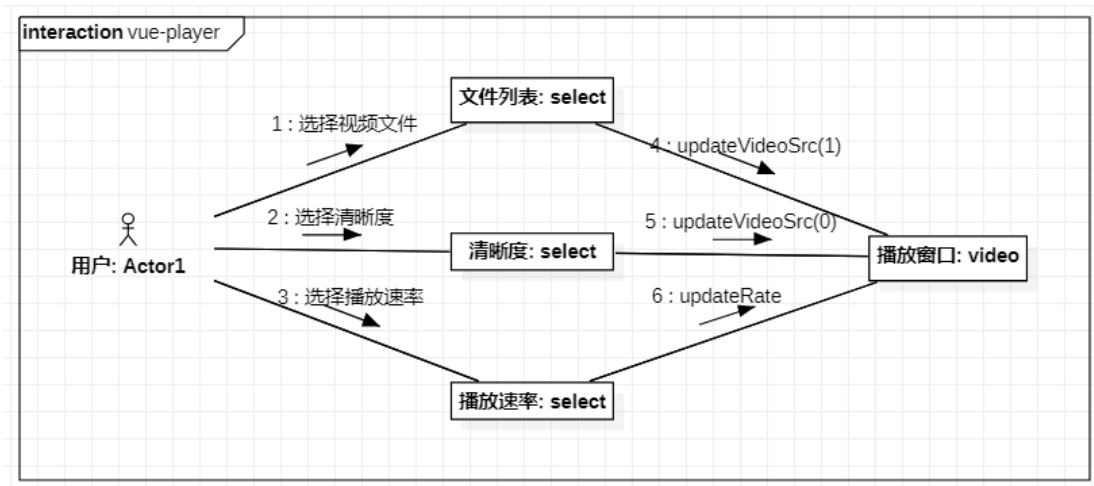 interaction vue-player
文件列表: select
1 : 选择视频文件
4 : updateVideoSrc(1)
2 : 选择清晰度
5 : updateVideoSrc(0)
用户: Actor1
清晰度: select
播放窗口: video
3 : 选择播放速率
6 : updateRate
播放速率: select